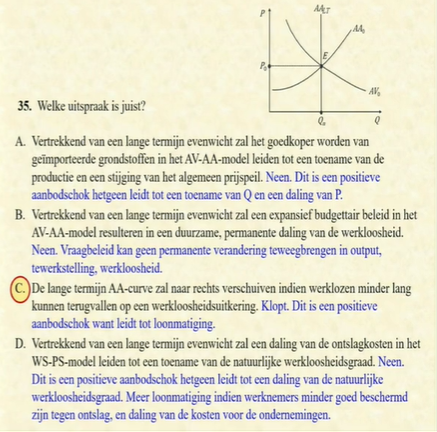 P
AA_LT
AA₀
E
P₀
AV₀
Qₙ
Q
35. Welke uitspraak is juist?
A. Vertrekkend van een lange termijn evenwicht zal het goedkoper worden van
geïmporteerde grondstoffen in het AV-AA-model leiden tot een toename van de
productie en een stijging van het algemeen prijspeil. Neen. Dit is een positieve
aanbodschok hetgeen leidt tot een toename van Q en een daling van P.
B. Vertrekkend van een lange termijn evenwicht zal een expansief budgettair beleid in het
AV-AA-model resulteren in een duurzame, permanente daling van de werkloosheid.
Neen. Vraagbeleid kan geen permanente verandering teweegbrengen in output,
tewerkstelling, werkloosheid.
C. De lange termijn AA-curve zal naar rechts verschuiven indien werklozen minder lang
kunnen terugvallen op een werkloosheidsuitkering. Klopt. Dit is een positieve
aanbodschok want leidt tot loonmatiging.
D. Vertrekkend van een lange termijn evenwicht zal een daling van de ontslagkosten in het
WS-PS-model leiden tot een toename van de natuurlijke werkloosheidsgraad. Neen.
Dit is een positieve aanbodschok hetgeen leidt tot een daling van de natuurlijke
werkloosheidsgraad. Meer loonmatiging indien werknemers minder goed beschermd
zijn tegen ontslag, en daling van de kosten voor de ondernemingen.